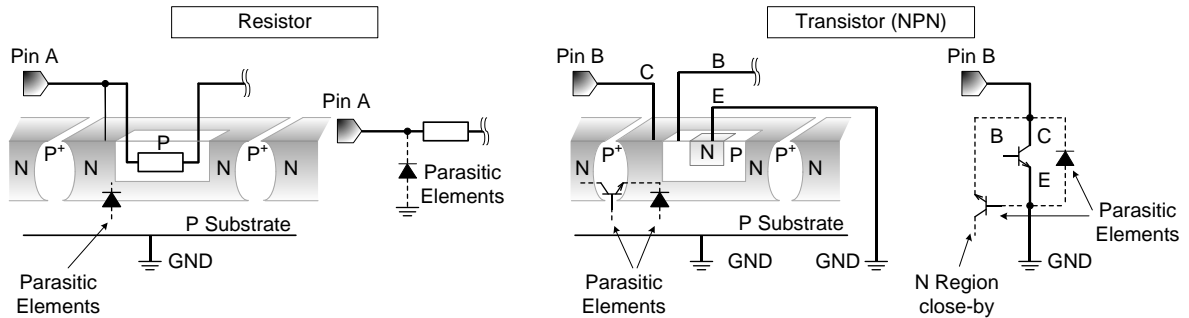 Resistor
Pin A
N
P+
N
P
N
P+
N
Parasitic
Elements
P Substrate
GND
Pin A
Parasitic
Elements
Transistor (NPN)
Pin B
C
B
E
N
P+
N
N
P
P+
N
P Substrate
Parasitic
Elements
GND
GND
Pin B
B
C
E
Parasitic
Elements
GND
N Region
close-by